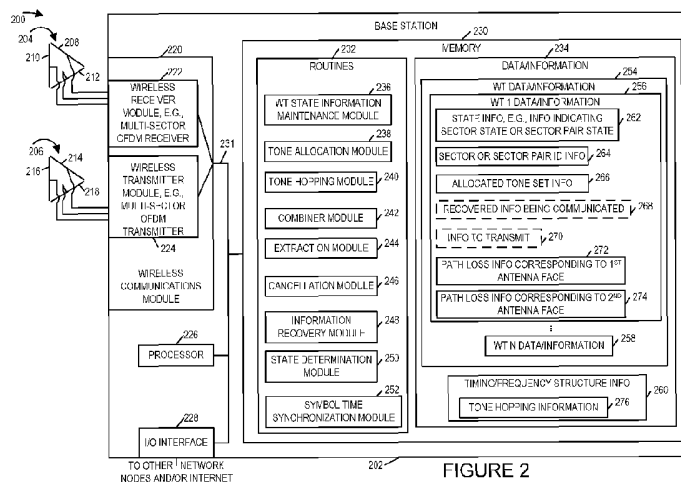 200
204
208
210
212
206
214
216
218
BASE STATION
220
222
WIRELESS
RECEIVER
MODULE, E.G.,
MULTI-SECTOR
OFDM RECEIVER
WIRELESS
TRANSMITTER
MODULE, E.G.,
MULTI-SECTOR
OFDM
TRANSMITTER
224
WIRELESS
COMMUNICATIONS
MODULE
231
226
PROCESSOR
228
I/O INTERFACE
TO OTHER NETWORK
NODES AND/OR INTERNET
230
MEMORY
232
ROUTINES
236
WT STATE INFORMATION
MAINTENANCE MODULE
238
TONE ALLOCATION MODULE
TONE HOPPING MODULE 240
COMBINER MODULE 242
EXTRACTION MODULE 244
CANCELLATION MODULE 246
INFORMATION
RECOVERY MODULE 248
STATE DETERMINATION
MODULE 250
252
SYMBOL TIME
SYNCHRONIZATION MODULE
234
DATA/INFORMATION
254
WT DATA/INFORMATION
256
WT 1 DATA/INFORMATION
STATE INFO, E.G., INFO INDICATING
SECTOR STATE OR SECTOR PAIR STATE 262
SECTOR OR SECTOR PAIR ID INFO 264
ALLOCATED TONE SET INFO 266
RECOVERED INFO BEING COMMUNICATED 268
INFO TO TRANSMIT 270
272
PATH LOSS INFO CORRESPONDING TO 1ST
ANTENNA FACE
PATH LOSS INFO CORRESPONDING TO 2ND
ANTENNA FACE 274
WT N DATA/INFORMATION 258
TIMING/FREQUENCY STRUCTURE INFO 260
TONE HOPPING INFORMATION 276
202
FIGURE 2